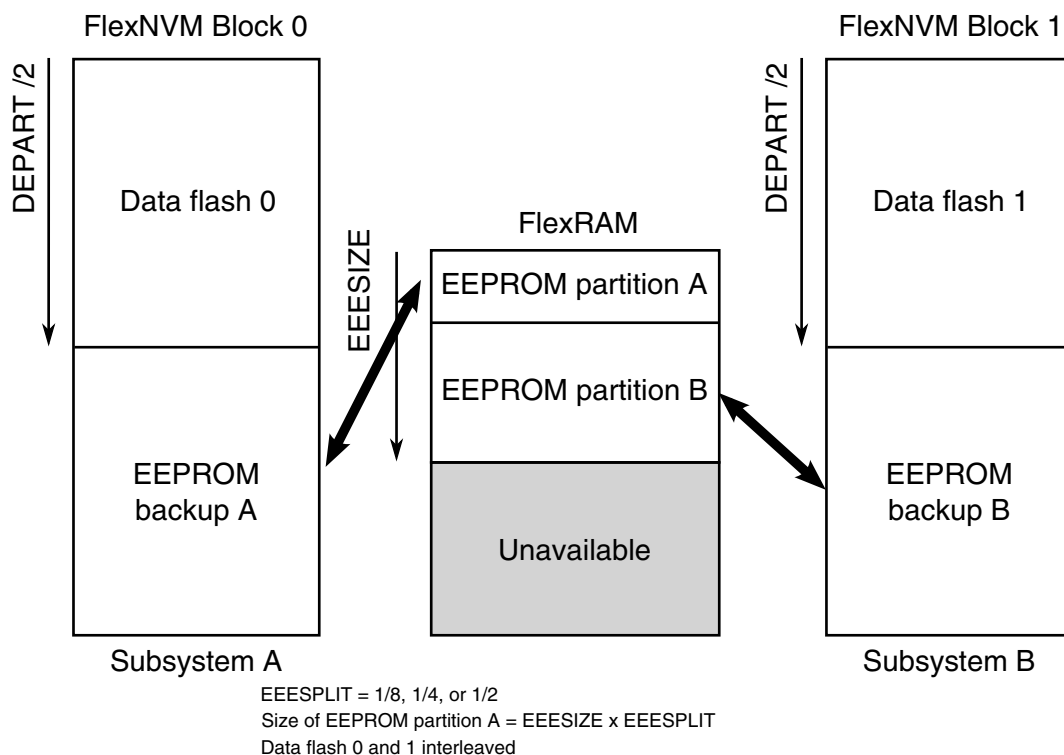 FlexNVM Block 0
FlexNVM Block 1
DEPART /2
Data flash 0
DEPART /2
Data flash 1
FlexRAM
EEESIZE
EEPROM partition A
EEPROM partition B
EEPROM
backup A
EEPROM
backup B
Unavailable
Subsystem A
Subsystem B
EEESPLIT = 1/8, 1/4, or 1/2
Size of EEPROM partition A = EEESIZE x EEESPLIT
Data flash 0 and 1 interleaved